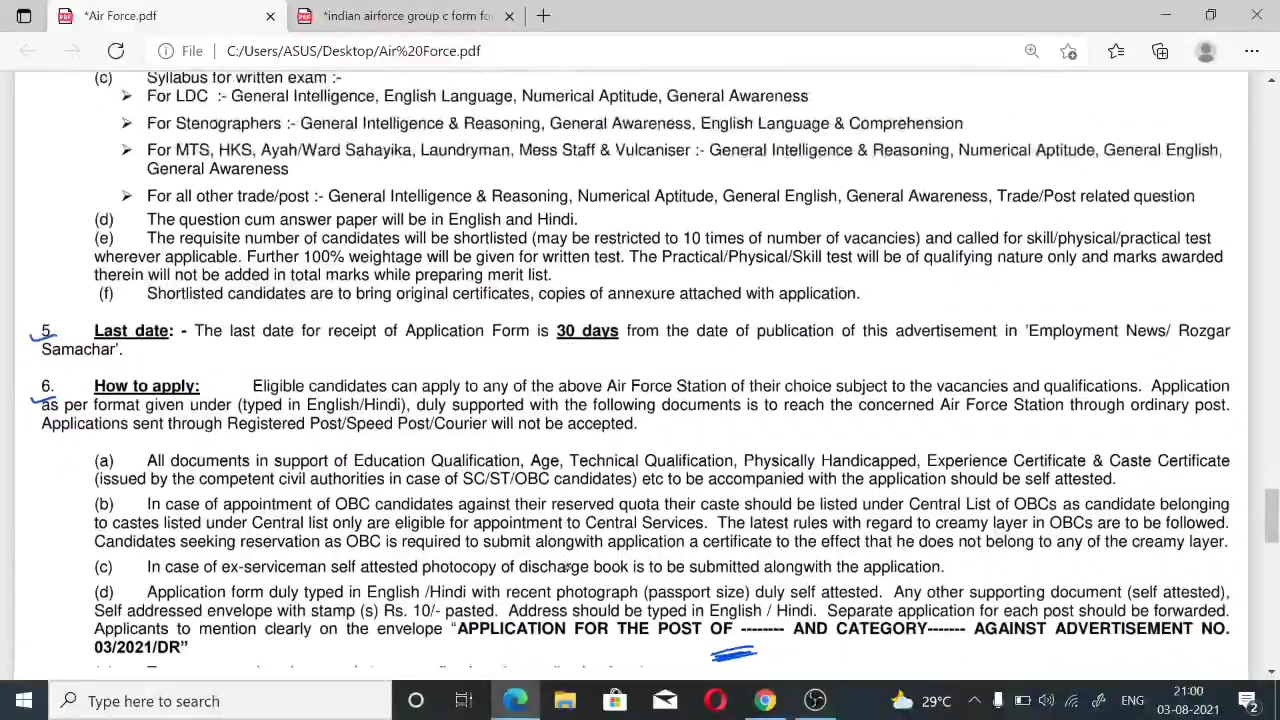 *Air Force.pdf
*indian airforce group c form fo
File
C:/Users/ASUS/Desktop/Air%20Force.pdf
(c) Syllabus for written exam :-
➢ For LDC :- General Intelligence, English Language, Numerical Aptitude, General Awareness
➢ For Stenographers :- General Intelligence & Reasoning, General Awareness, English Language & Comprehension
➢ For MTS, HKS, Ayah/Ward Sahayika, Laundryman, Mess Staff & Vulcaniser :- General Intelligence & Reasoning, Numerical Aptitude, General English,
General Awareness
➢ For all other trade/post :- General Intelligence & Reasoning, Numerical Aptitude, General English, General Awareness, Trade/Post related question
(d) The question cum answer paper will be in English and Hindi.
(e) The requisite number of candidates will be shortlisted (may be restricted to 10 times of number of vacancies) and called for skill/physical/practical test
wherever applicable. Further 100% weightage will be given for written test. The Practical/Physical/Skill test will be of qualifying nature only and marks awarded
therein will not be added in total marks while preparing merit list.
(f) Shortlisted candidates are to bring original certificates, copies of annexure attached with application.
5. Last date: - The last date for receipt of Application Form is 30 days from the date of publication of this advertisement in 'Employment News/ Rozgar
Samachar'.
6. How to apply: Eligible candidates can apply to any of the above Air Force Station of their choice subject to the vacancies and qualifications. Application
as per format given under (typed in English/Hindi), duly supported with the following documents is to reach the concerned Air Force Station through ordinary post.
Applications sent through Registered Post/Speed Post/Courier will not be accepted.
(a) All documents in support of Education Qualification, Age, Technical Qualification, Physically Handicapped, Experience Certificate & Caste Certificate
(issued by the competent civil authorities in case of SC/ST/OBC candidates) etc to be accompanied with the application should be self attested.
(b) In case of appointment of OBC candidates against their reserved quota their caste should be listed under Central List of OBCs as candidate belonging
to castes listed under Central list only are eligible for appointment to Central Services. The latest rules with regard to creamy layer in OBCs are to be followed.
Candidates seeking reservation as OBC is required to submit alongwith application a certificate to the effect that he does not belong to any of the creamy layer.
(c) In case of ex-serviceman self attested photocopy of discharge book is to be submitted alongwith the application.
(d) Application form duly typed in English /Hindi with recent photograph (passport size) duly self attested. Any other supporting document (self attested),
Self addressed envelope with stamp (s) Rs. 10/- pasted. Address should be typed in English / Hindi. Separate application for each post should be forwarded.
Applicants to mention clearly on the envelope “APPLICATION FOR THE POST OF -------- AND CATEGORY------- AGAINST ADVERTISEMENT NO.
03/2021/DR”
Type here to search
29°C
ENG
21:00
03-08-2021
2